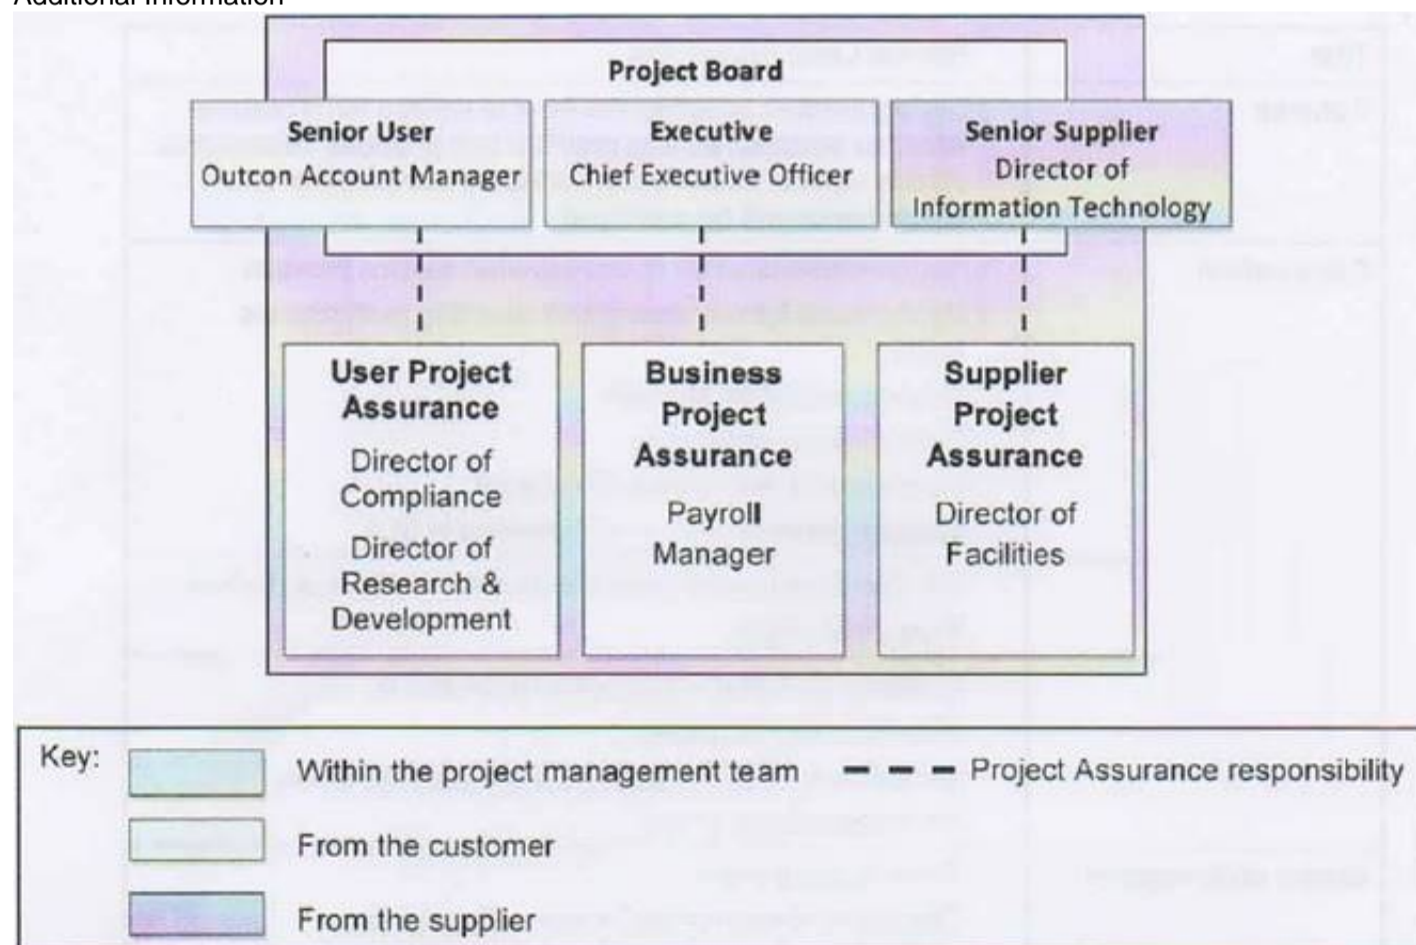 Additional Information
Project Board
Senior User
Outcon Account Manager
Executive
Chief Executive Officer
Senior Supplier
Director of
Information Technology
User Project
Assurance
Director of
Compliance
Director of
Research &
Development
Business
Project
Assurance
Payroll
Manager
Supplier
Project
Assurance
Director of
Facilities
Key:
Within the project management team
Project Assurance responsibility
From the customer
From the supplier